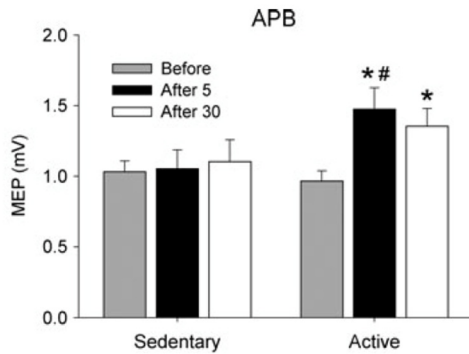 APB
2.0
1.5
1.0
0.5
0.0
MEP (mV)
Before
After 5
After 30
* #
*
Sedentary
Active